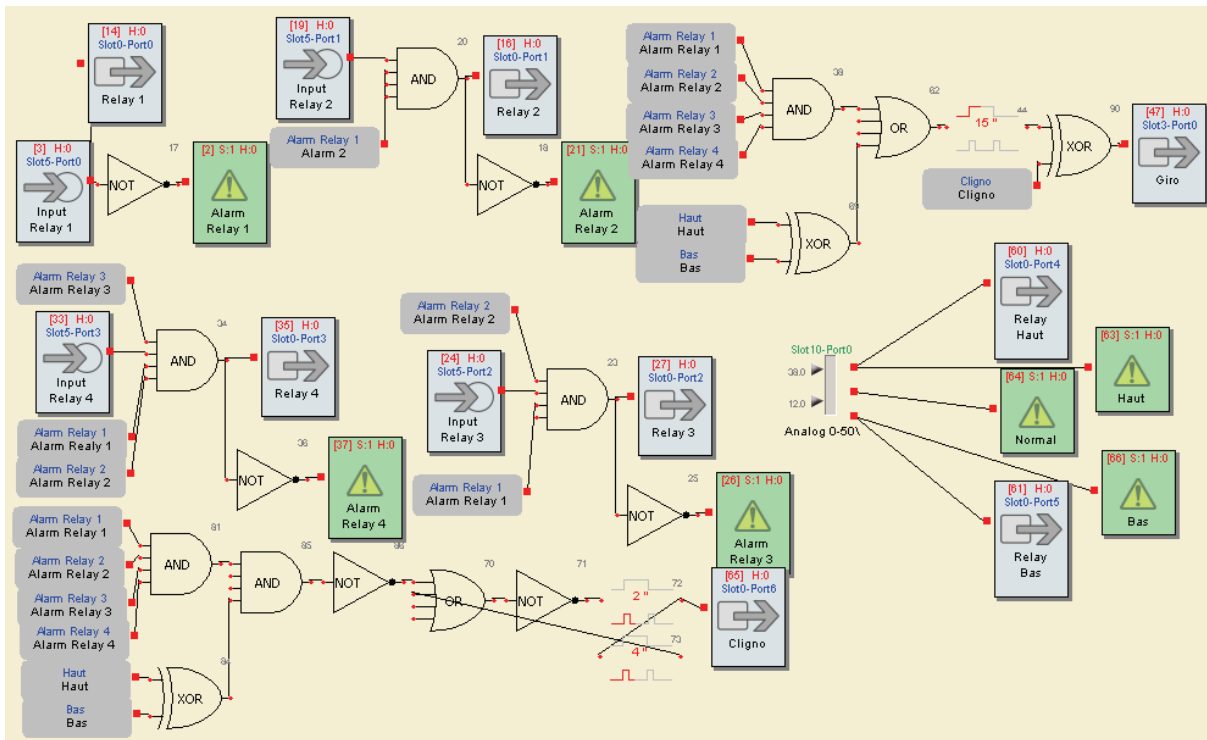 [14] H:0
Slot0-Port0
Relay 1
[3] H:0
Slot5-Port0
Input
Relay 1
17
NOT
[2] S:1 H:0
Alarm
Relay 1
[19] H:0
Slot5-Port1
Input
Relay 2
Alarm Relay 1
Alarm 2
20
AND
[16] H:0
Slot0-Port1
Relay 2
18
NOT
[21] S:1 H:0
Alarm
Relay 2
Alarm Relay 1
Alarm Relay 1
Alarm Relay 2
Alarm Relay 2
Alarm Relay 3
Alarm Relay 3
Alarm Relay 4
Alarm Relay 4
39
AND
62
OR
Haut
Haut
Bas
Bas
69
XOR
44
15 "
Cligno
Cligno
90
XOR
[47] H:0
Slot3-Port0
Giro
Alarm Relay 3
Alarm Relay 3
[33] H:0
Slot5-Port3
Input
Relay 4
Alarm Relay 1
Alarm Realy 1
Alarm Relay 2
Alarm Relay 2
34
AND
[35] H:0
Slot0-Port3
Relay 4
36
NOT
[37] S:1 H:0
Alarm
Relay 4
Alarm Relay 2
Alarm Relay 2
[24] H:0
Slot5-Port2
Input
Relay 3
Alarm Relay 1
Alarm Relay 1
23
AND
[27] H:0
Slot0-Port2
Relay 3
25
NOT
[26] S:1 H:0
Alarm
Relay 3
Slot10-Port0
38.0
12.0
Analog 0-50\
[60] H:0
Slot0-Port4
Relay
Haut
[63] S:1 H:0
Haut
[64] S:1 H:0
Normal
[66] S:1 H:0
Bas
[61] H:0
Slot0-Port5
Relay
Bas
Alarm Relay 1
Alarm Relay 1
Alarm Relay 2
Alarm Relay 2
Alarm Relay 3
Alarm Relay 3
Alarm Relay 4
Alarm Relay 4
81
AND
85
AND
86
NOT
70
OR
71
NOT
72
2 "
73
4 "
[65] H:0
Slot0-Port6
Cligno
Haut
Haut
Bas
Bas
XOR